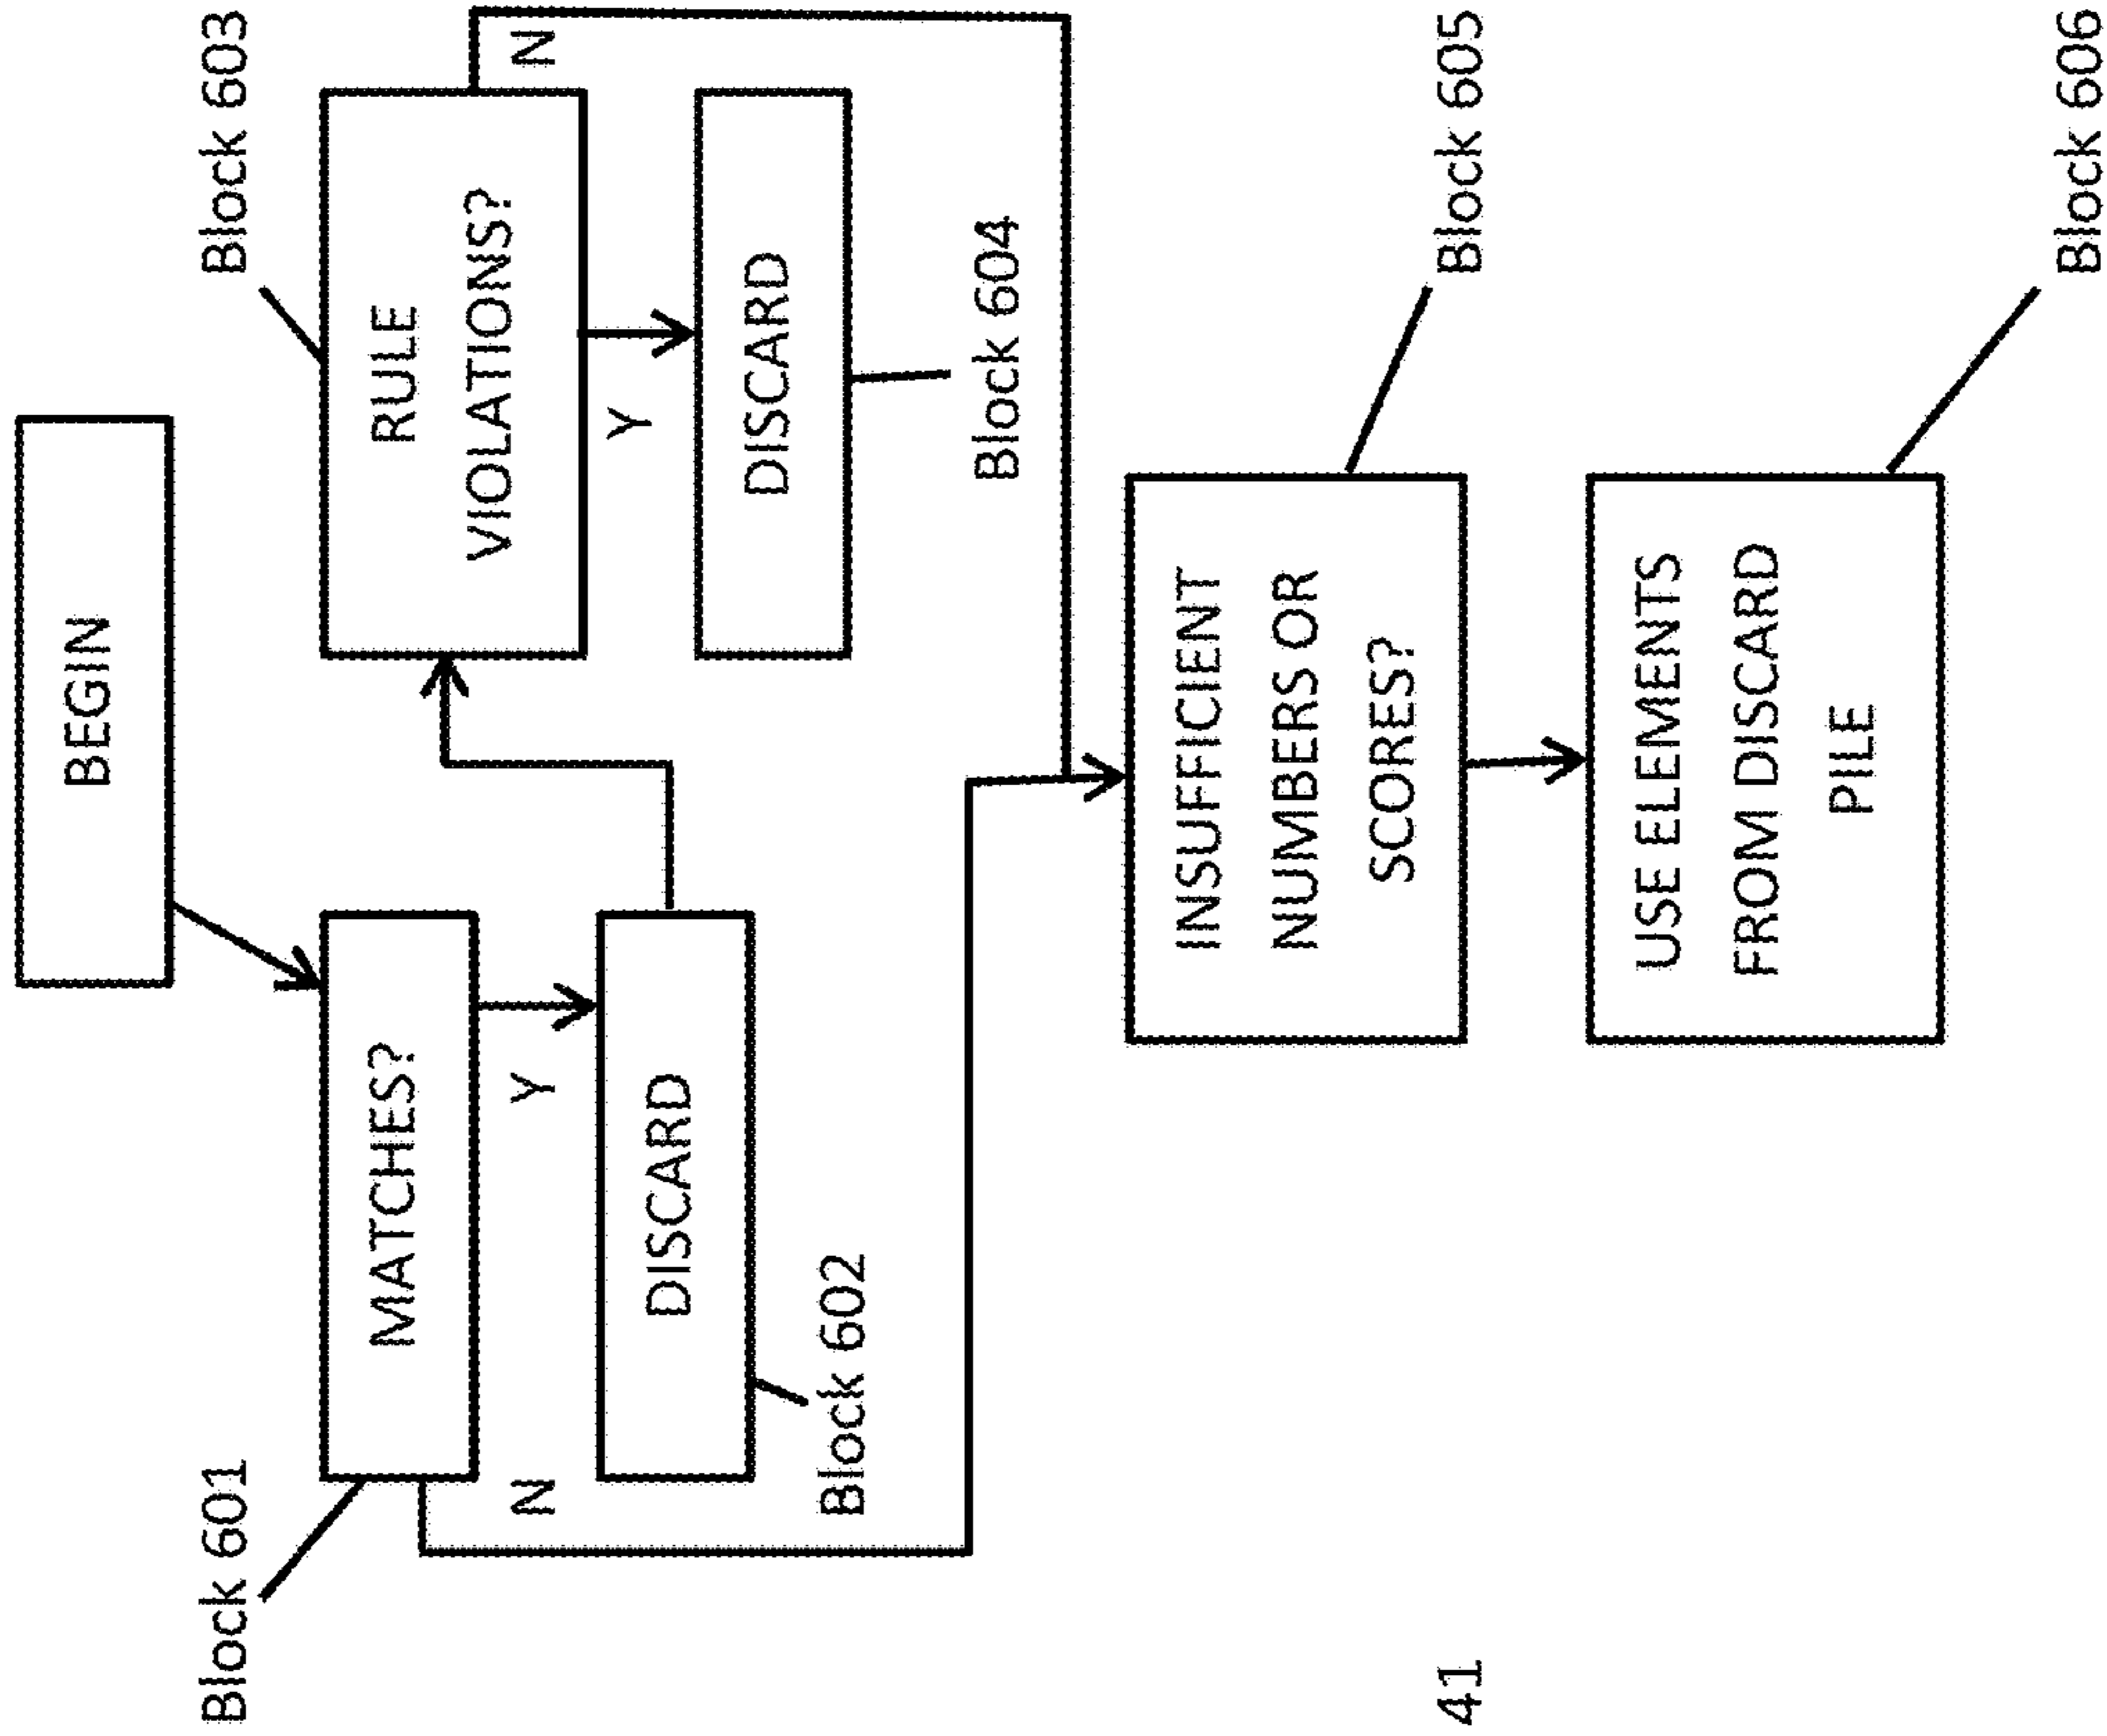 BEGIN
Block 601
Block 603
MATCHES?
RULE
VIOLATIONS?
N
Y
N
Y
DISCARD
DISCARD
Block 602
Block 604
INSUFFICIENT
NUMBERS OR
SCORES?
Block 605
41
USE ELEMENTS
FROM DISCARD
PILE
Block 606